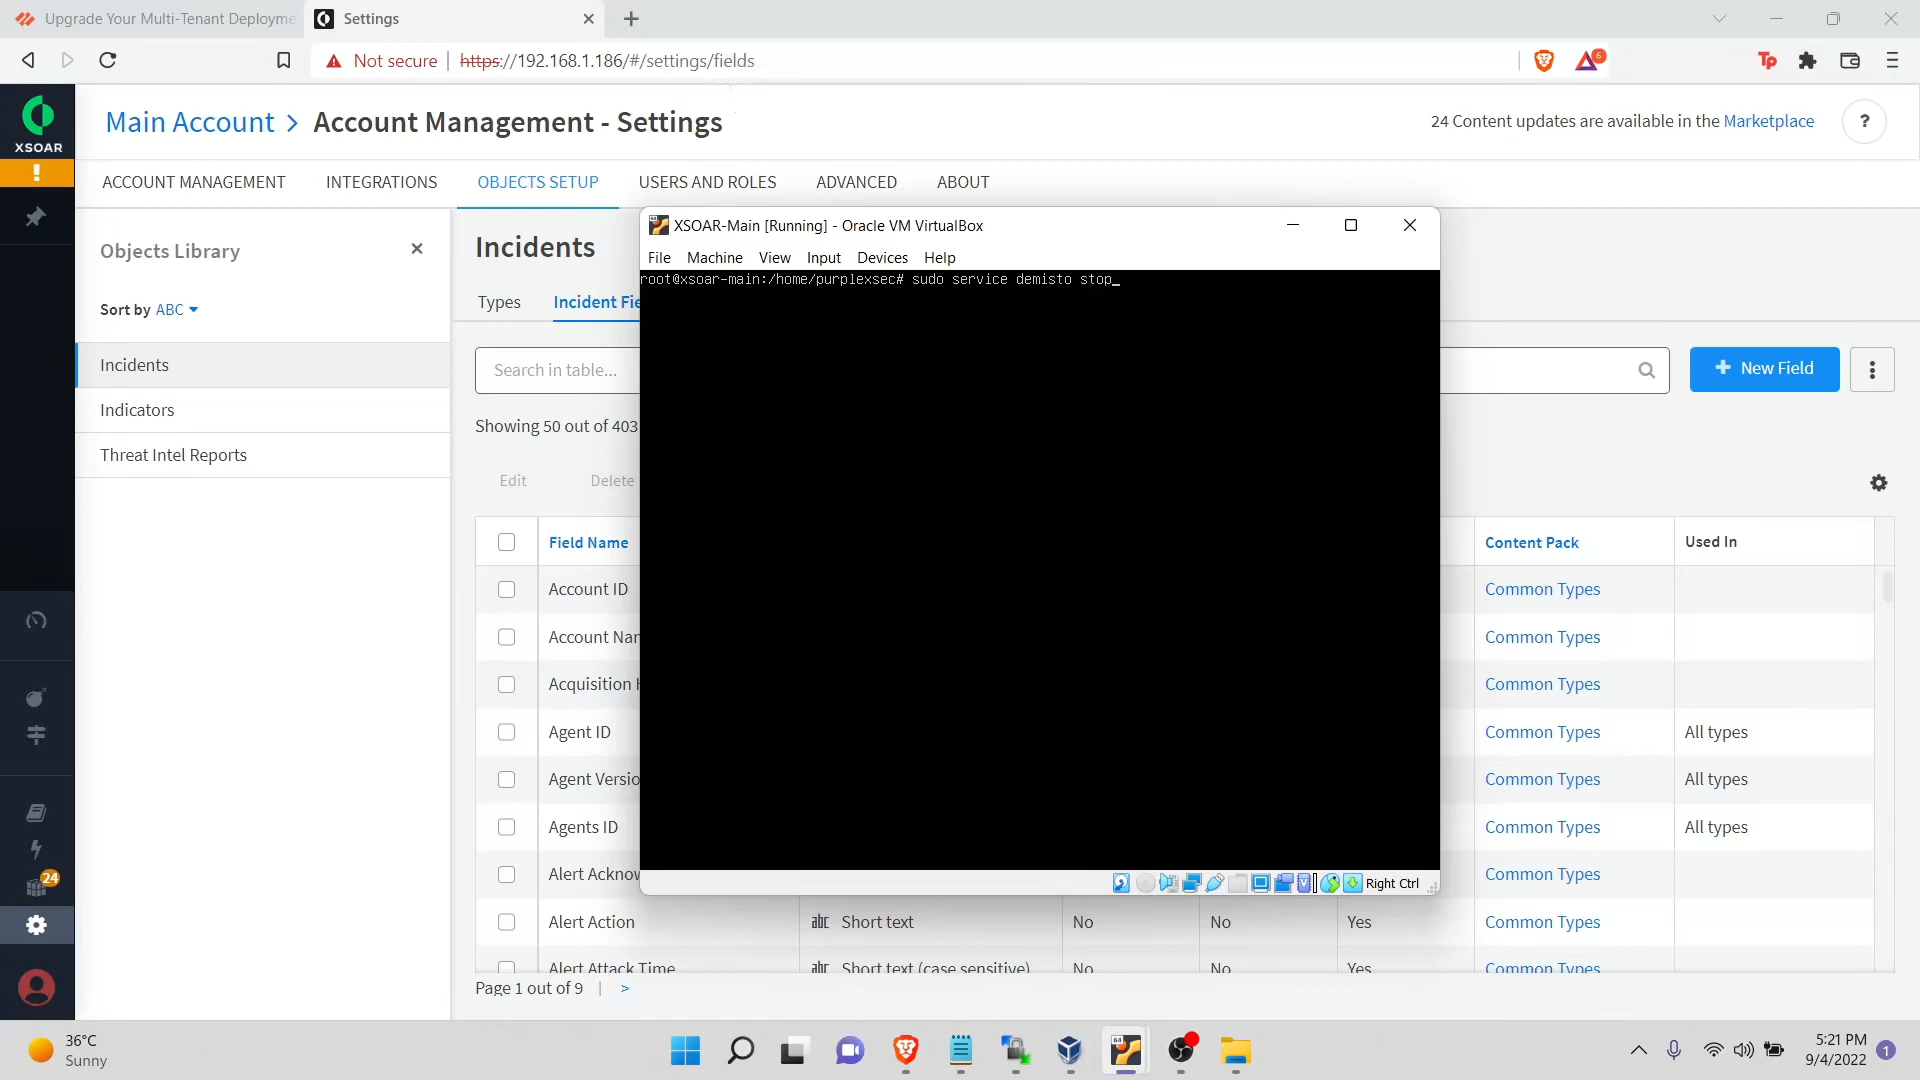 Upgrade Your Multi-Tenant Deployme
Settings
Not secure
https://192.168.1.186/#/settings/fields
6
Tp
XSOAR
Main Account > Account Management - Settings
24 Content updates are available in the Marketplace
?
!
ACCOUNT MANAGEMENT
INTEGRATIONS
OBJECTS SETUP
USERS AND ROLES
ADVANCED
ABOUT
Objects Library
Sort by ABC
Incidents
Indicators
Threat Intel Reports
Incidents
Types
Incident Fie
Search in table...
New Field
Showing 50 out of 403
Edit
Delete
XSOAR-Main [Running] - Oracle VM VirtualBox
File Machine View Input Devices Help
root@xsoar-main:/home/purplexsec# sudo service demisto stop_
Right Ctrl
Field Name
Content Pack
Used In
Account ID
Common Types
Account Nar
Common Types
Acquisition
Common Types
Agent ID
Common Types
All types
Agent Versio
Common Types
All types
Agents ID
Common Types
All types
Alert Acknow
Common Types
Alert Action
abc Short text
No
No
Yes
Common Types
Alert Attack Time
abc Short text (case sensitive)
No
No
Yes
Common Types
Page 1 out of 9 | >
24
36°C
Sunny
64
5:21 PM
9/4/2022
1